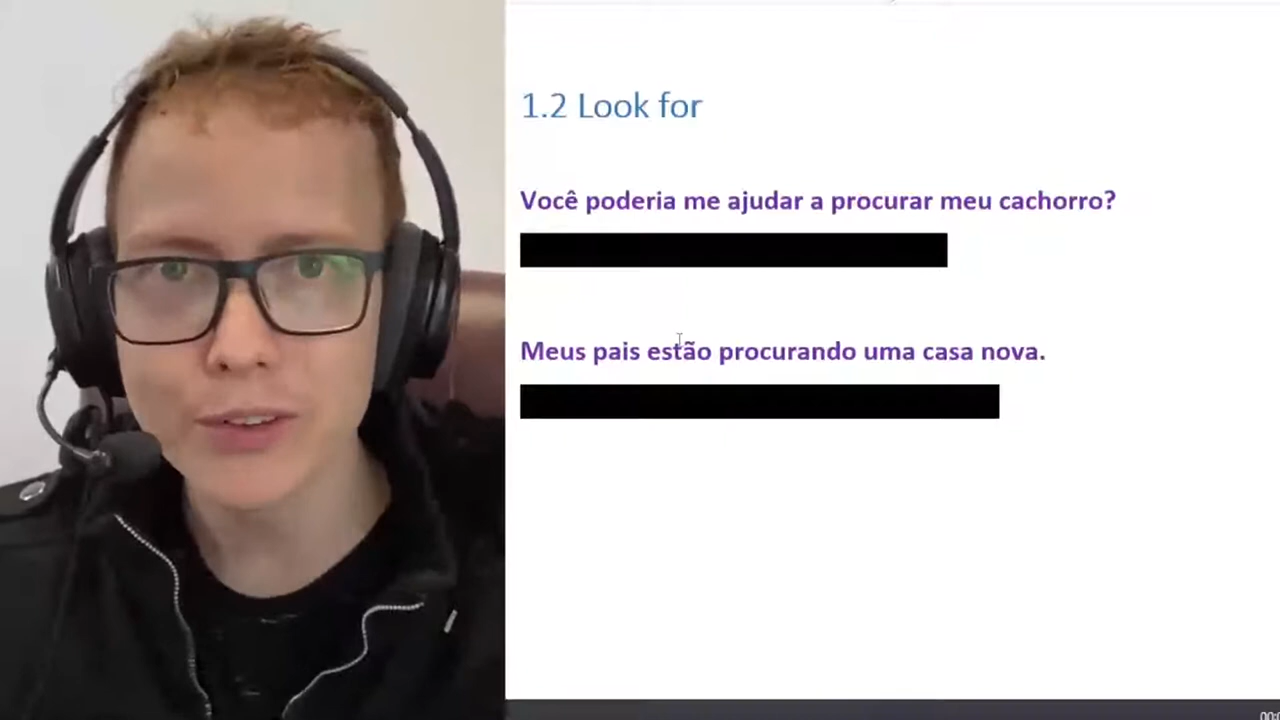 1.2 Look for
Você poderia me ajudar a procurar meu cachorro?
Meus pais estão procurando uma casa nova.